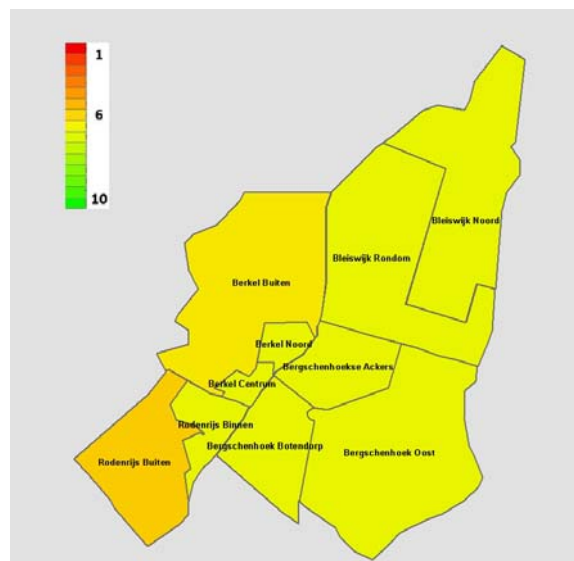 1
6
10
Bleiswijk Noord
Bleiswijk Rondom
Berkel Buiten
Berkel Noord
Bergschenhoekse Ackers
Berkel Centrum
Rodenrijs Binnen
Bergschenhoek Botendorp
Bergschenhoek Oost
Rodenrijs Buiten